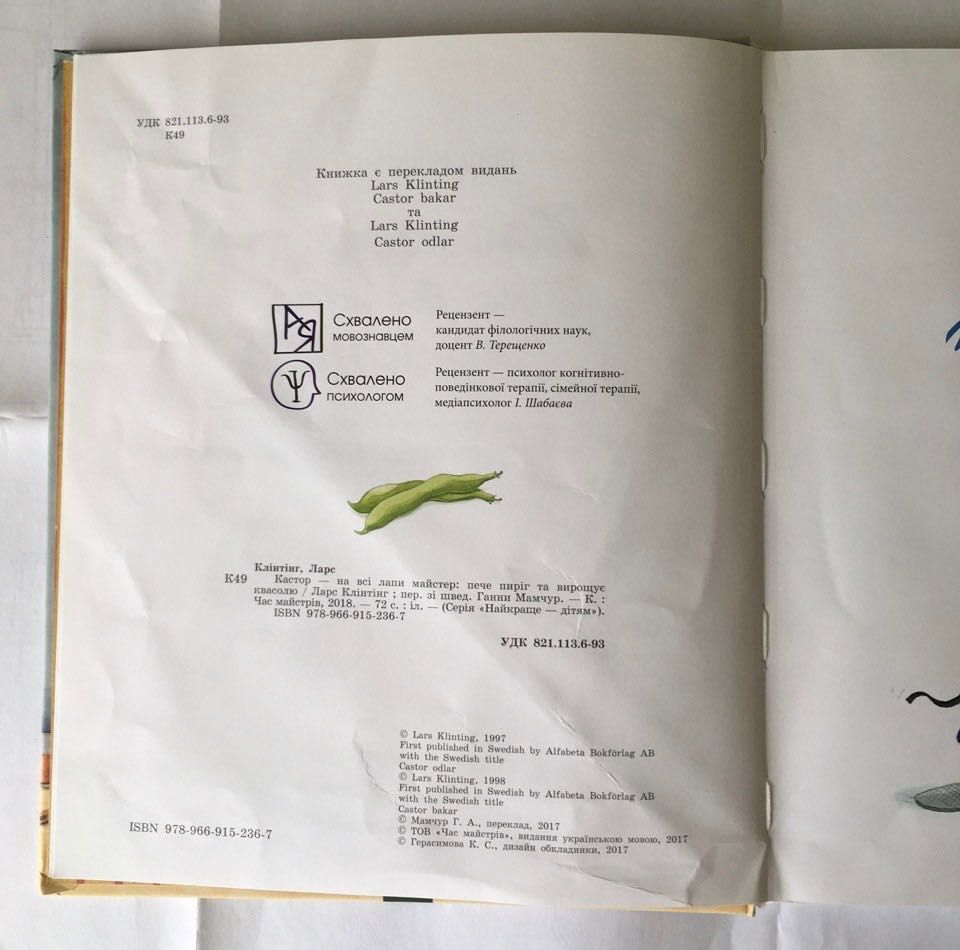 УДК 821.113.6-93
К49
Книжка є перекладом видань
Lars Klinting
Castor bakar
та
Lars Klinting
Castor odlar
АЯ
Схвалено
мовознавцем
Рецензент —
кандидат філологічних наук,
доцент В. Терещенко
Ψ
Схвалено
психологом
Рецензент — психолог когнітивно-
поведінкової терапії, сімейної терапії,
медіапсихолог І. Шабаєва
Клінтінг, Ларс
К49 Кастор — на всі лапи майстер: пече пиріг та вирощує
квасолю / Ларс Клінтінг ; пер. зі швед. Ганни Мамчур. — К. :
Час майстрів, 2018. — 72 с. : іл. — (Серія «Найкраще — дітям»).
ISBN 978-966-915-236-7
УДК 821.113.6-93
© Lars Klinting, 1997
First published in Swedish by Alfabeta Bokförlag AB
with the Swedish title
Castor odlar
© Lars Klinting, 1998
First published in Swedish by Alfabeta Bokförlag AB
with the Swedish title
Castor bakar
© Мамчур Г. А., переклад, 2017
© ТОВ «Час майстрів», видання українською мовою, 2017
© Герасимова К. С., дизайн обкладинки, 2017
ISBN 978-966-915-236-7